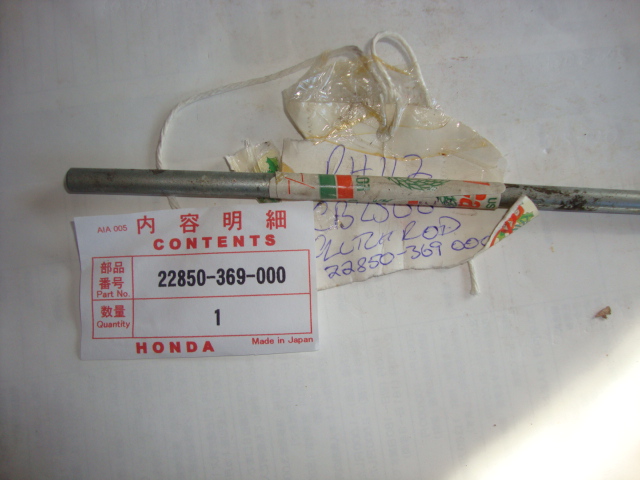 PH112
CLUTCH ROD
22850-369 000
AIA 005
内容明細
CONTENTS
部品番号
Part No.
22850-369-000
数量
Quantity
1
HONDA
Made in Japan